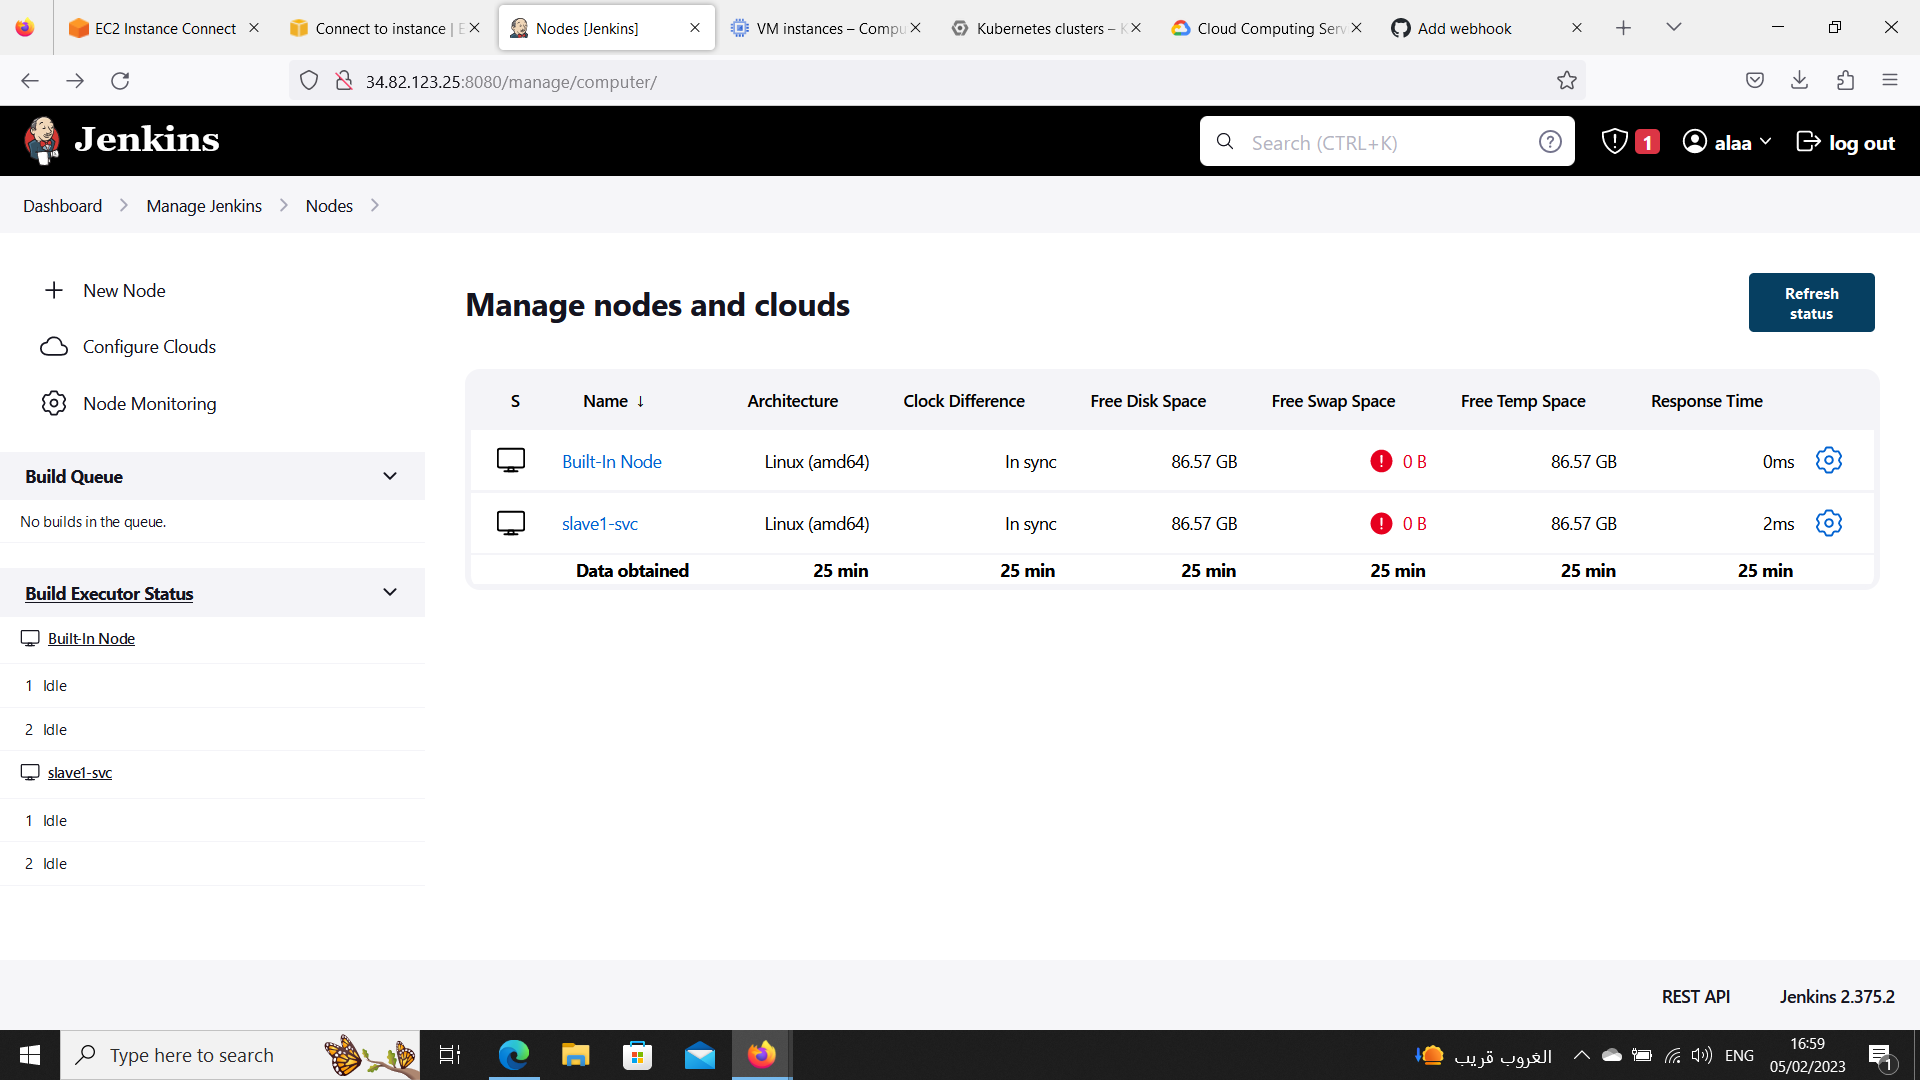 EC2 Instance Connect
Connect to instance | E
Nodes [Jenkins]
VM instances – Compu
Kubernetes clusters – K
Cloud Computing Serv
Add webhook
34.82.123.25:8080/manage/computer/
Jenkins
Search (CTRL+K)
1
alaa
log out
Dashboard
Manage Jenkins
Nodes
New Node
Configure Clouds
Node Monitoring
Build Queue
No builds in the queue.
Build Executor Status
Built-In Node
1 Idle
2 Idle
slave1-svc
1 Idle
2 Idle
Manage nodes and clouds
Refresh
status
S Name ↓ Architecture Clock Difference Free Disk Space Free Swap Space Free Temp Space Response Time
Built-In Node Linux (amd64) In sync 86.57 GB 0 B 86.57 GB 0ms
slave1-svc Linux (amd64) In sync 86.57 GB 0 B 86.57 GB 2ms
Data obtained 25 min 25 min 25 min 25 min 25 min 25 min
REST API
Jenkins 2.375.2
Type here to search
الغروب قريب
ENG
16:59
05/02/2023
1